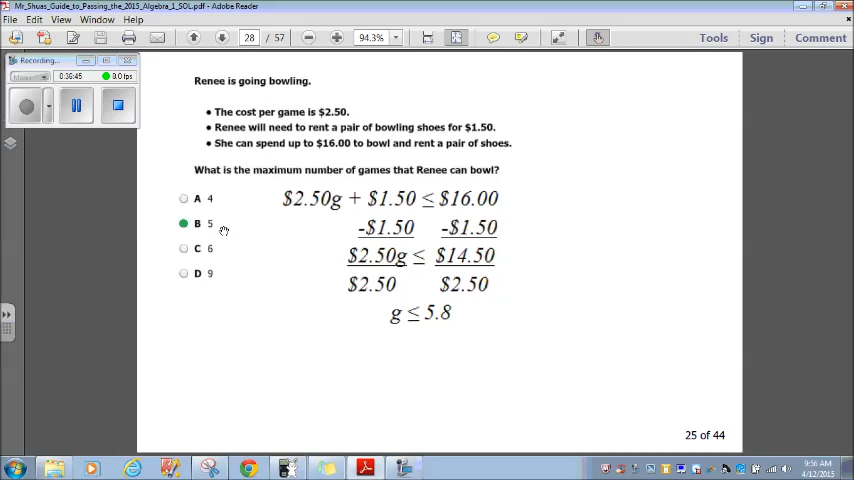 Mr_Shuas_Guide_to_Passing_the_2015_Algebra_1_SOL.pdf - Adobe Reader
File Edit View Window Help
28 / 57 94.3% Tools Sign Comment
Recording...
0:36:45 8.0 fps
Renee is going bowling.
• The cost per game is $2.50.
• Renee will need to rent a pair of bowling shoes for $1.50.
• She can spend up to $16.00 to bowl and rent a pair of shoes.
What is the maximum number of games that Renee can bowl?
A 4
B 5
C 6
D 9
$2.50g + $1.50 ≤ $16.00
-$1.50 -$1.50
$2.50g ≤ $14.50
$2.50 $2.50
g ≤ 5.8
25 of 44
9:56 AM
4/12/2015